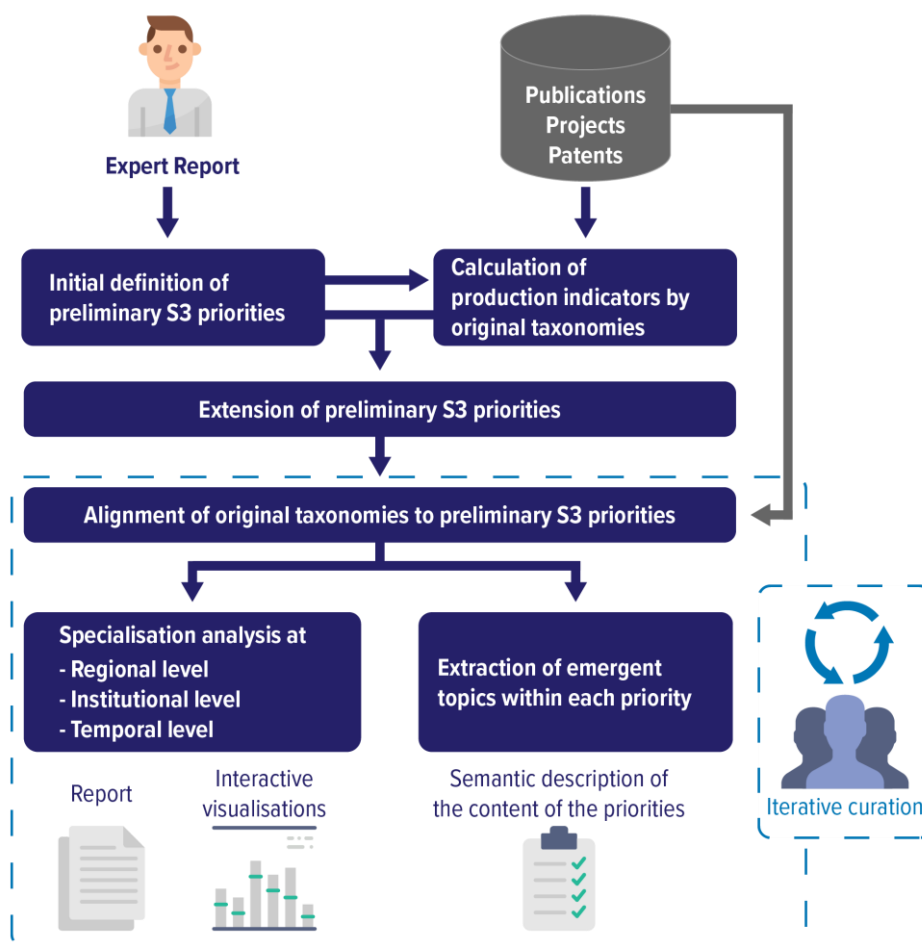 Expert Report
Publications
Projects
Patents
Initial definition of
preliminary S3 priorities
Calculation of
production indicators by
original taxonomies
Extension of preliminary S3 priorities
Alignment of original taxonomies to preliminary S3 priorities
Specialisation analysis at
- Regional level
- Institutional level
- Temporal level
Extraction of emergent
topics within each priority
Report
Interactive
visualisations
Semantic description of
the content of the priorities
Iterative curation